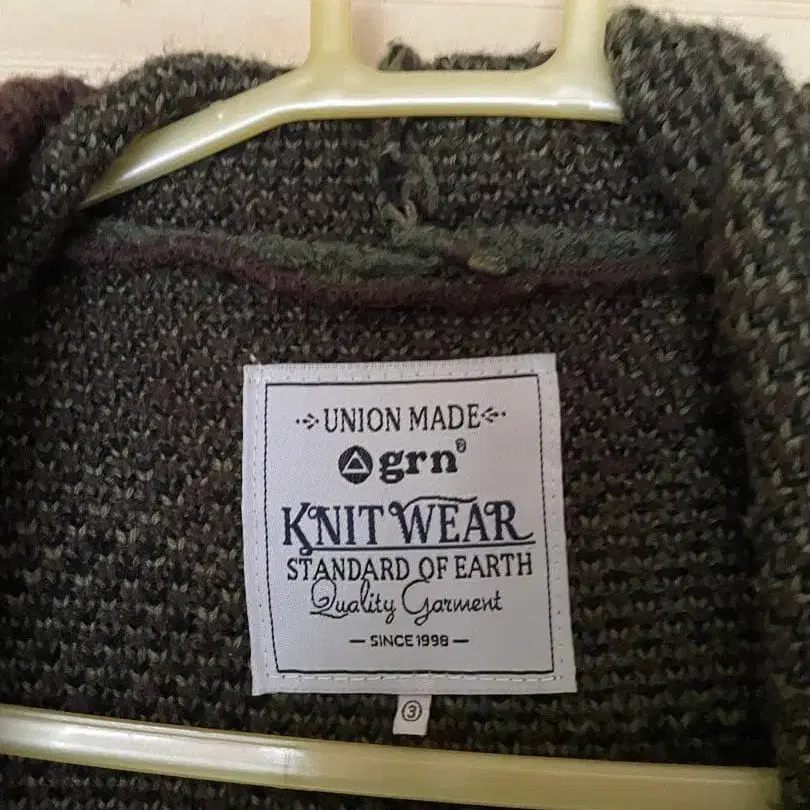 UNION MADE
grn®
KNIT WEAR
STANDARD OF EARTH
Quality Garment
— SINCE 1998 —
③